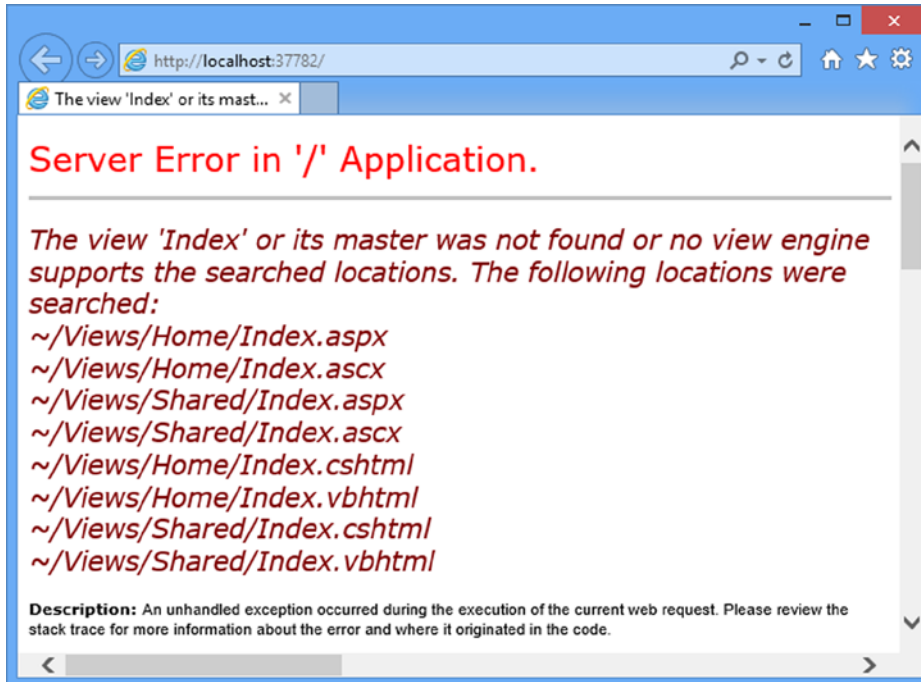 http://localhost:37782/
The view 'Index' or its mast...
Server Error in '/' Application.
The view 'Index' or its master was not found or no view engine
supports the searched locations. The following locations were
searched:
~/Views/Home/Index.aspx
~/Views/Home/Index.ascx
~/Views/Shared/Index.aspx
~/Views/Shared/Index.ascx
~/Views/Home/Index.cshtml
~/Views/Home/Index.vbhtml
~/Views/Shared/Index.cshtml
~/Views/Shared/Index.vbhtml
Description: An unhandled exception occurred during the execution of the current web request. Please review the
stack trace for more information about the error and where it originated in the code.